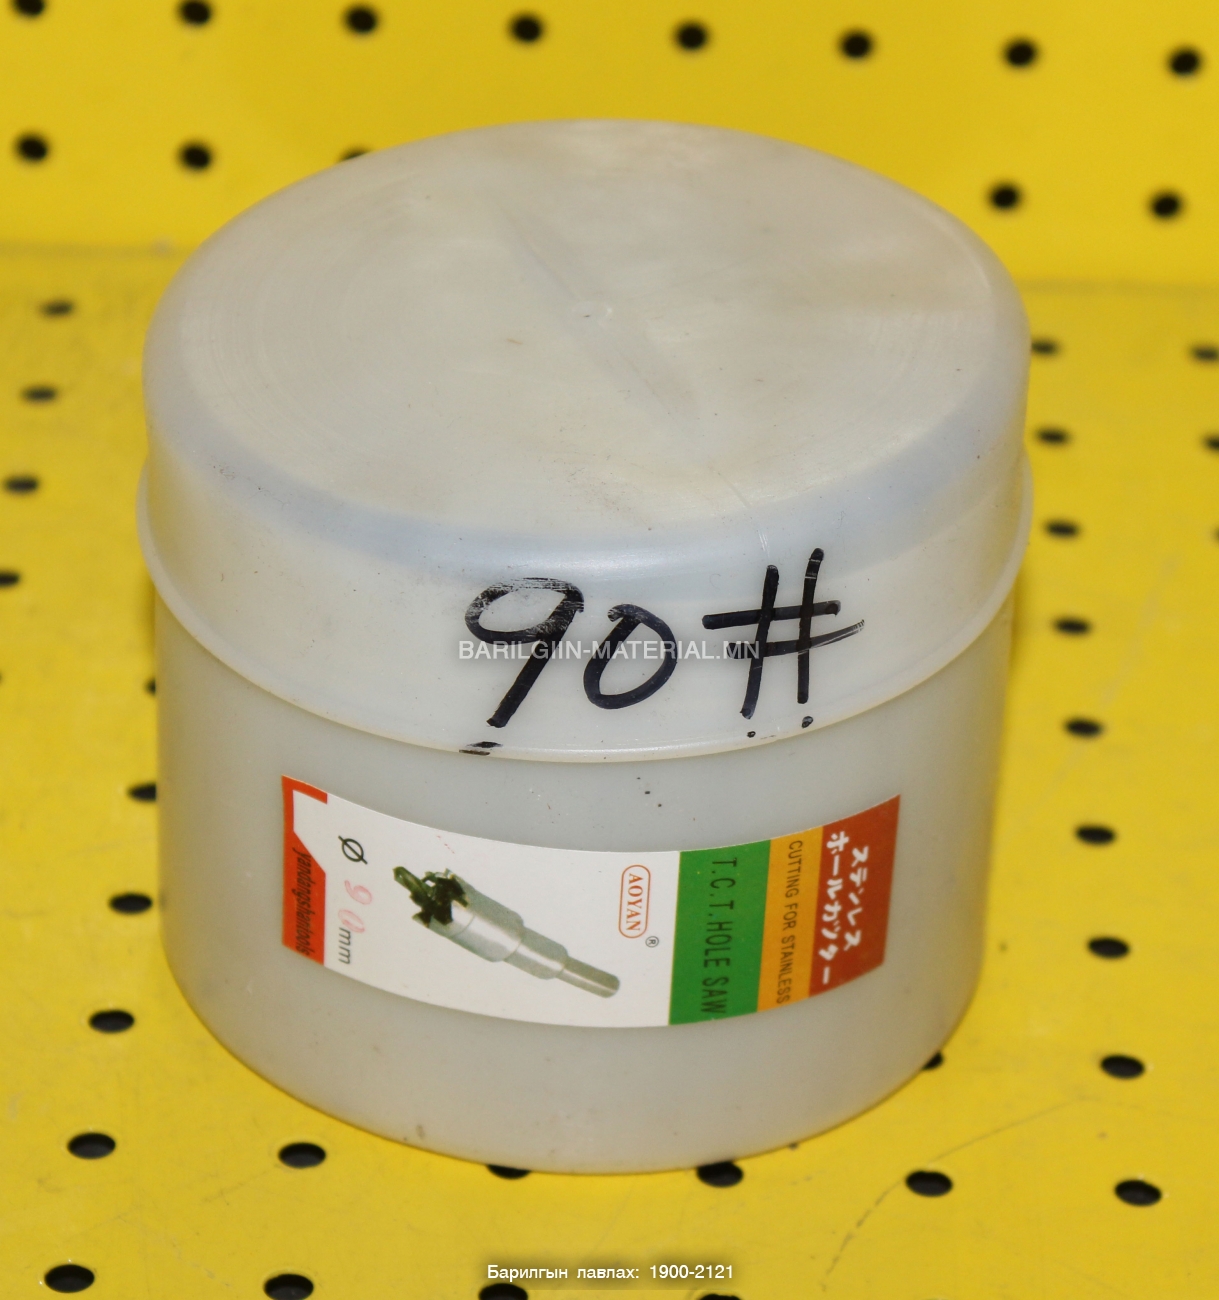 90#
BARILGIIN-MATERIAL.MN
ステンレス
ホールカッター
CUTTING FOR STAINLESS
T.C.T.HOLE SAW
AOYAN
®
Ø 90mm
Барилгын лавлах: 1900-2121